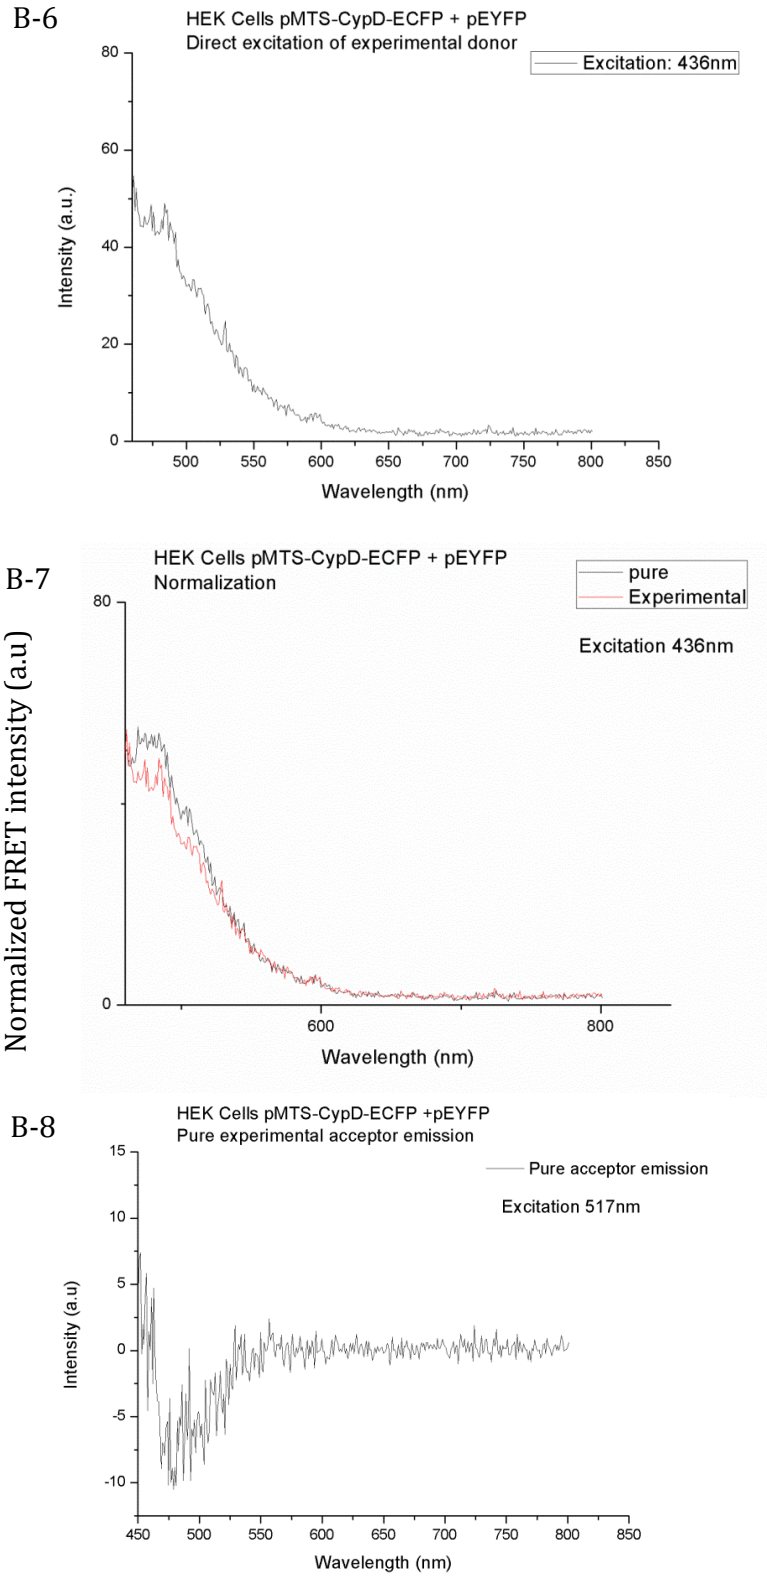 B-6
HEK Cells pMTS-CypD-ECFP + pEYFP
Direct excitation of experimental donor
Excitation: 436nm
80
60
40
20
0
Intensity (a.u.)
500 550 600 650 700 750 800 850
Wavelength (nm)
B-7
HEK Cells pMTS-CypD-ECFP + pEYFP
Normalization
pure
Experimental
Excitation 436nm
80
0
Normalized FRET intensity (a.u)
600 800
Wavelength (nm)
B-8
HEK Cells pMTS-CypD-ECFP +pEYFP
Pure experimental acceptor emission
Pure acceptor emission
Excitation 517nm
15
10
5
0
-5
-10
Intensity (a.u)
450 500 550 600 650 700 750 800 850
Wavelength (nm)